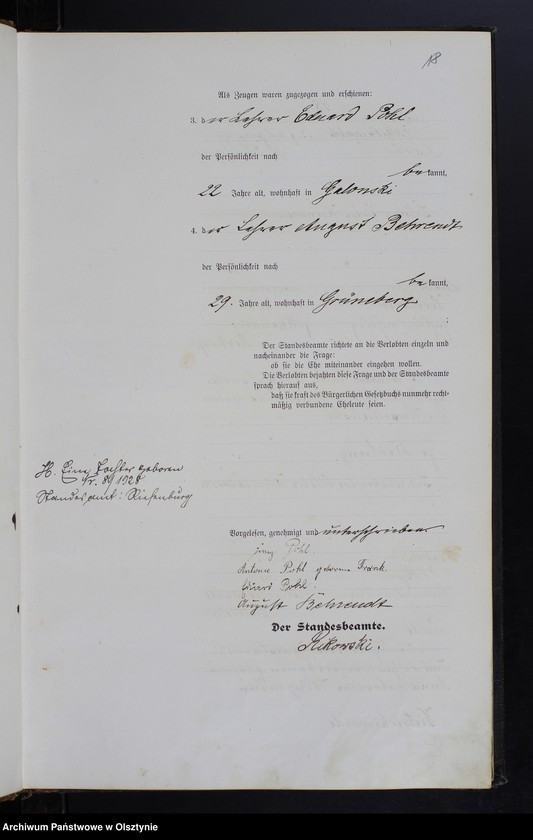 18
Als Zeugen waren zugezogen und erschienen:
3. der Lehrer Eduard Pohl
der Persönlichkeit nach
bekannt,
22 Jahre alt, wohnhaft in Galonski
4. der Lehrer August Behrendt
der Persönlichkeit nach
bekannt,
29. Jahre alt, wohnhaft in Grüneberg
;
Der Standesbeamte richtete an die Verlobten einzeln und
nacheinander die Frage:
ob sie die Ehe miteinander eingehen wollen.
Die Verlobten bejahten diese Frage und der Standesbeamte
sprach hierauf aus,
daß sie kraft des Bürgerlichen Gesetzbuchs nunmehr recht-
mäßig verbundene Eheleute seien.
Eine Tochter geboren
Nr. 89/1928
Standesamt: Riesenburg
Vorgelesen, genehmigt und unterschrieben.
Pohl.
Antonie Pohl geborene Frank.
Eduard Pohl.
August Behrendt
Der Standesbeamte.
Rikowski.
Archiwum Państwowe w Olsztynie